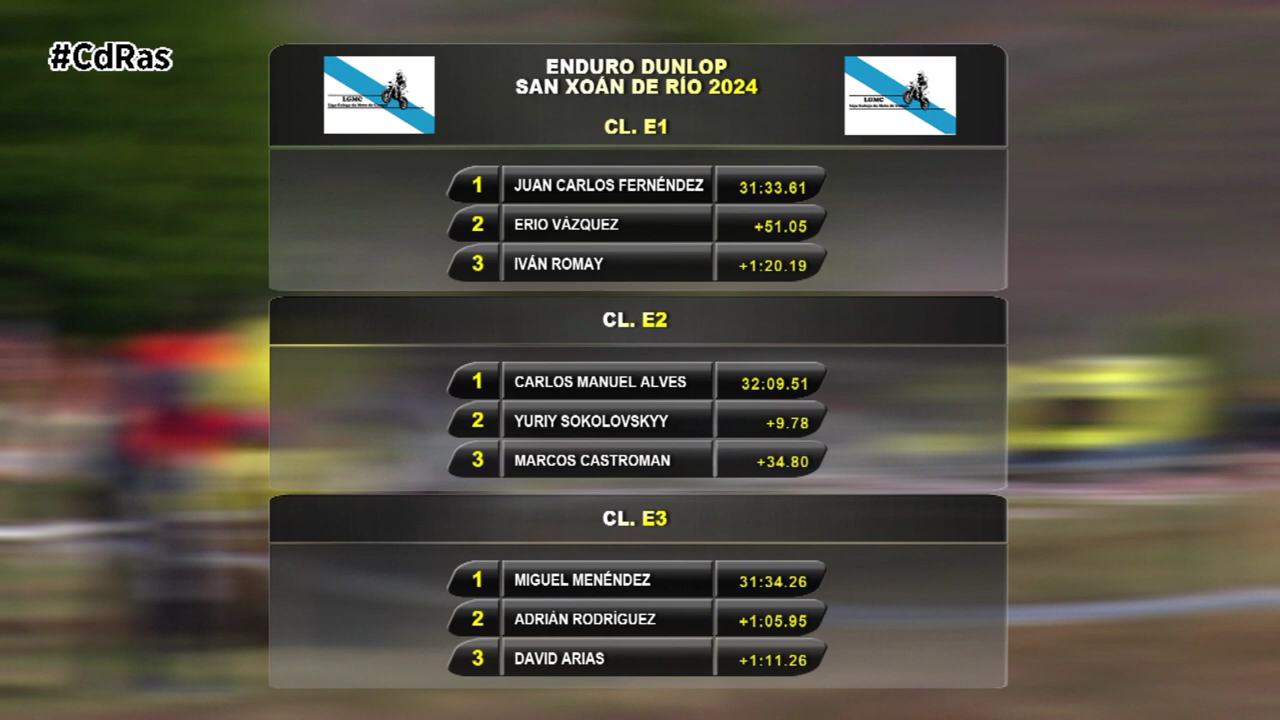 #CdRas
ENDURO DUNLOP
SAN XOÁN DE RÍO 2024
CL. E1
LGMC
LGMC
1 JUAN CARLOS FERNÉNDEZ 31:33.61
2 ERIO VÁZQUEZ +51.05
3 IVÁN ROMAY +1:20.19
CL. E2
1 CARLOS MANUEL ALVES 32:09.51
2 YURIY SOKOLOVSKYY +9.78
3 MARCOS CASTROMAN +34.80
CL. E3
1 MIGUEL MENÉNDEZ 31:34.26
2 ADRIÁN RODRÍGUEZ +1:05.95
3 DAVID ARIAS +1:11.26